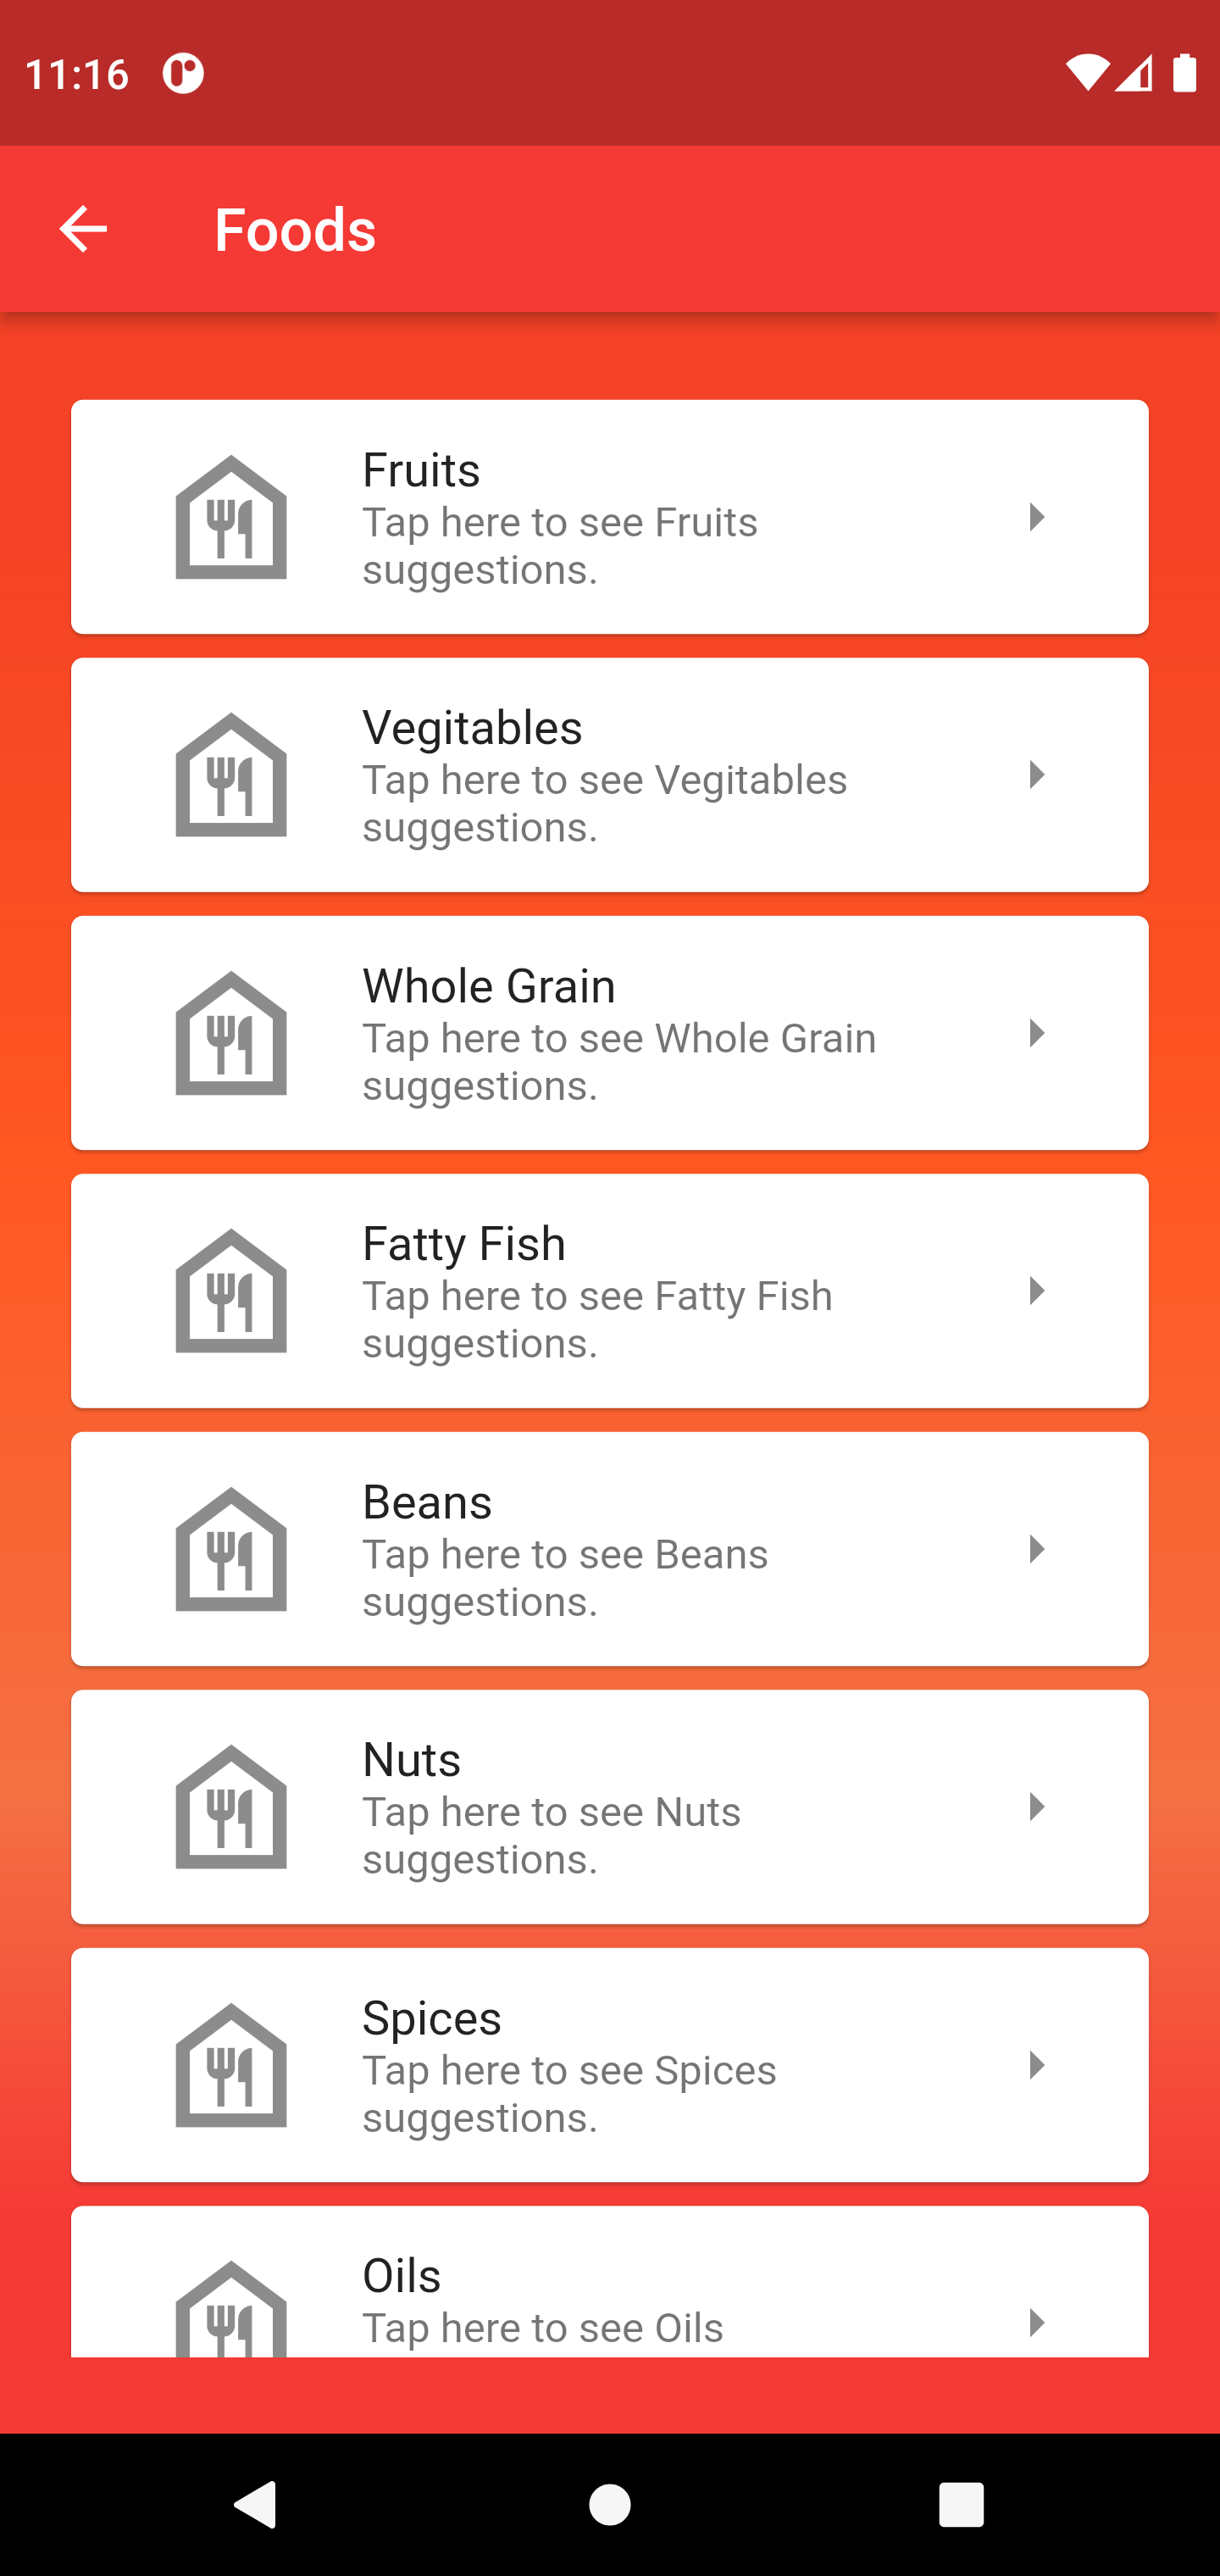 11:16
Foods
Fruits
Tap here to see Fruits
suggestions.
Vegitables
Tap here to see Vegitables
suggestions.
Whole Grain
Tap here to see Whole Grain
suggestions.
Fatty Fish
Tap here to see Fatty Fish
suggestions.
Beans
Tap here to see Beans
suggestions.
Nuts
Tap here to see Nuts
suggestions.
Spices
Tap here to see Spices
suggestions.
Oils
Tap here to see Oils